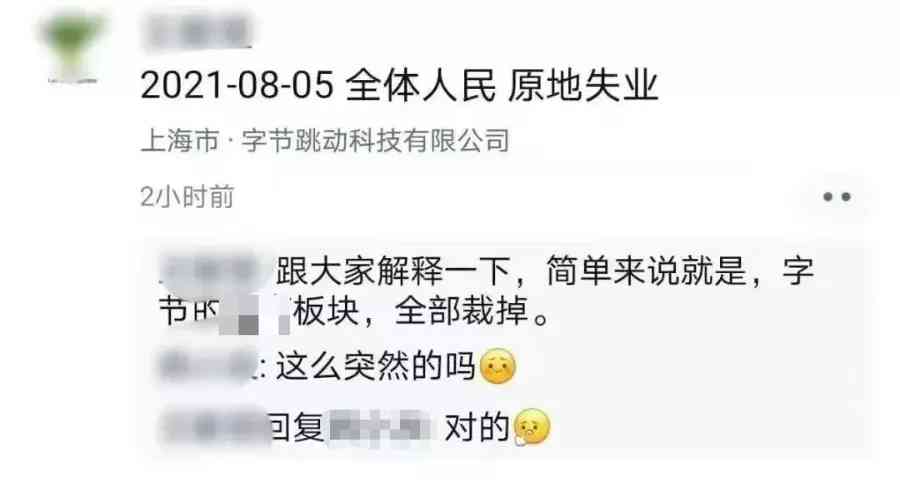 2021-08-05 全体人民 原地失业
上海市 · 字节跳动科技有限公司
2小时前
跟大家解释一下，简单来说就是，字
节的 板块，全部裁掉。
: 这么突然的吗
回复 对的